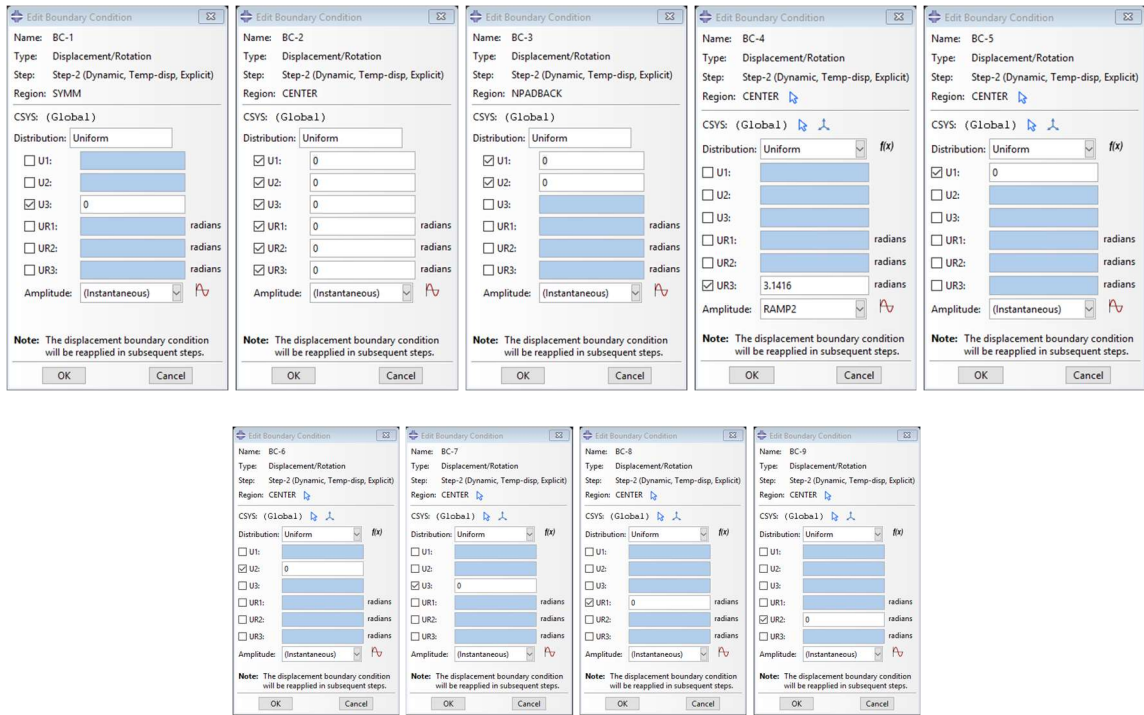 Edit Boundary Condition
Name: BC-1
Type: Displacement/Rotation
Step: Step-2 (Dynamic, Temp-disp, Explicit)
Region: SYMM
CSYS: (Global)
Distribution: Uniform
U1:
U2:
U3: 0
UR1: radians
UR2: radians
UR3: radians
Amplitude: (Instantaneous)
Note: The displacement boundary condition
will be reapplied in subsequent steps.
OK Cancel
Edit Boundary Condition
Name: BC-2
Type: Displacement/Rotation
Step: Step-2 (Dynamic, Temp-disp, Explicit)
Region: CENTER
CSYS: (Global)
Distribution: Uniform
U1: 0
U2: 0
U3: 0
UR1: 0 radians
UR2: 0 radians
UR3: 0 radians
Amplitude: (Instantaneous)
Note: The displacement boundary condition
will be reapplied in subsequent steps.
OK Cancel
Edit Boundary Condition
Name: BC-3
Type: Displacement/Rotation
Step: Step-2 (Dynamic, Temp-disp, Explicit)
Region: NPADBACK
CSYS: (Global)
Distribution: Uniform
U1: 0
U2: 0
U3:
UR1: radians
UR2: radians
UR3: radians
Amplitude: (Instantaneous)
Note: The displacement boundary condition
will be reapplied in subsequent steps.
OK Cancel
Edit Boundary Condition
Name: BC-4
Type: Displacement/Rotation
Step: Step-2 (Dynamic, Temp-disp, Explicit)
Region: CENTER
CSYS: (Global)
Distribution: Uniform f(x)
U1:
U2:
U3:
UR1: radians
UR2: radians
UR3: 3.1416 radians
Amplitude: RAMP2
Note: The displacement boundary condition
will be reapplied in subsequent steps.
OK Cancel
Edit Boundary Condition
Name: BC-5
Type: Displacement/Rotation
Step: Step-2 (Dynamic, Temp-disp, Explicit)
Region: CENTER
CSYS: (Global)
Distribution: Uniform f(x)
U1: 0
U2:
U3:
UR1: radians
UR2: radians
UR3: radians
Amplitude: (Instantaneous)
Note: The displacement boundary condition
will be reapplied in subsequent steps.
OK Cancel
Edit Boundary Condition
Name: BC-6
Type: Displacement/Rotation
Step: Step-2 (Dynamic, Temp-disp, Explicit)
Region: CENTER
CSYS: (Global)
Distribution: Uniform f(x)
U1:
U2: 0
U3:
UR1: radians
UR2: radians
UR3: radians
Amplitude: (Instantaneous)
Note: The displacement boundary condition
will be reapplied in subsequent steps.
OK Cancel
Edit Boundary Condition
Name: BC-7
Type: Displacement/Rotation
Step: Step-2 (Dynamic, Temp-disp, Explicit)
Region: CENTER
CSYS: (Global)
Distribution: Uniform f(x)
U1:
U2:
U3: 0
UR1: radians
UR2: radians
UR3: radians
Amplitude: (Instantaneous)
Note: The displacement boundary condition
will be reapplied in subsequent steps.
OK Cancel
Edit Boundary Condition
Name: BC-8
Type: Displacement/Rotation
Step: Step-2 (Dynamic, Temp-disp, Explicit)
Region: CENTER
CSYS: (Global)
Distribution: Uniform f(x)
U1:
U2:
U3:
UR1: 0 radians
UR2: radians
UR3: radians
Amplitude: (Instantaneous)
Note: The displacement boundary condition
will be reapplied in subsequent steps.
OK Cancel
Edit Boundary Condition
Name: BC-9
Type: Displacement/Rotation
Step: Step-2 (Dynamic, Temp-disp, Explicit)
Region: CENTER
CSYS: (Global)
Distribution: Uniform f(x)
U1:
U2:
U3:
UR1: radians
UR2: 0 radians
UR3: radians
Amplitude: (Instantaneous)
Note: The displacement boundary condition
will be reapplied in subsequent steps.
OK Cancel